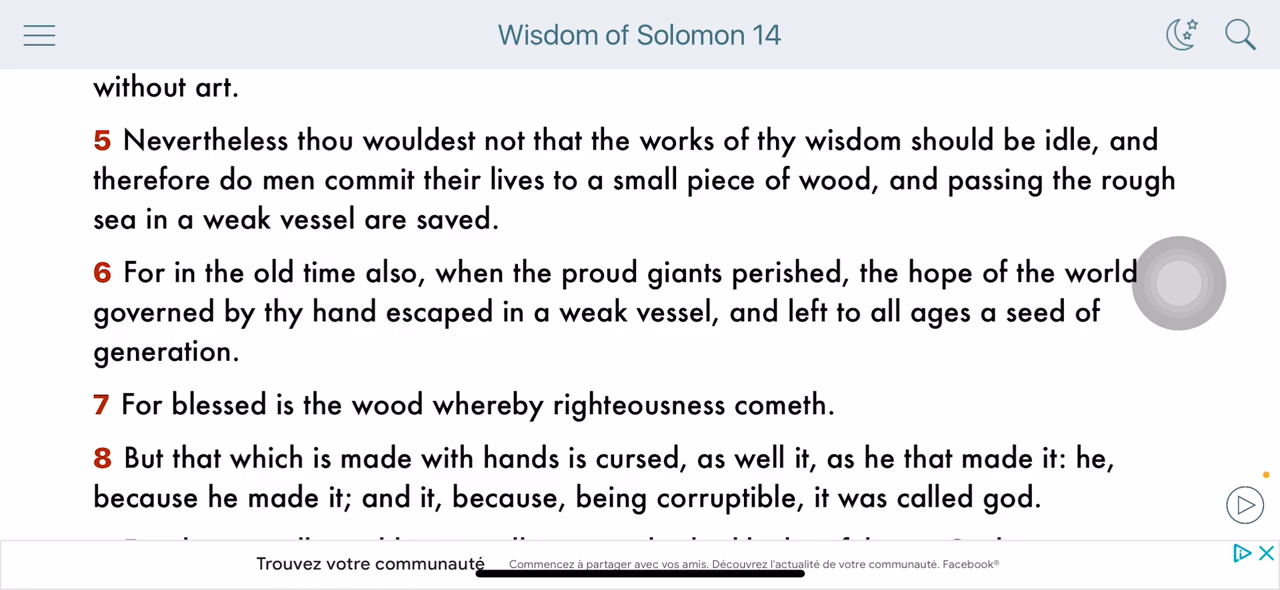 Wisdom of Solomon 14
without art.
5 Nevertheless thou wouldest not that the works of thy wisdom should be idle, and
therefore do men commit their lives to a small piece of wood, and passing the rough
sea in a weak vessel are saved.
6 For in the old time also, when the proud giants perished, the hope of the world
governed by thy hand escaped in a weak vessel, and left to all ages a seed of
generation.
7 For blessed is the wood whereby righteousness cometh.
8 But that which is made with hands is cursed, as well it, as he that made it: he,
because he made it; and it, because, being corruptible, it was called god.
Trouvez votre communauté Commencez à partager avec vos amis. Découvrez l'actualité de votre communauté. Facebook®